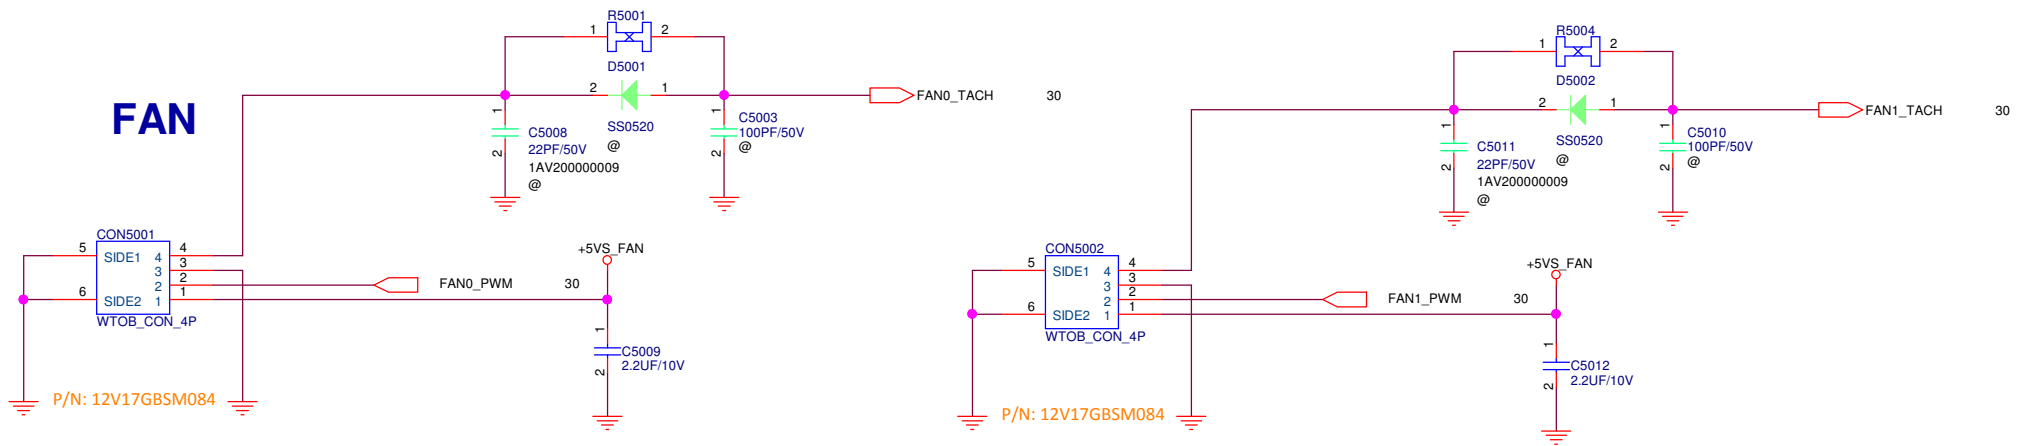 FAN
R5001
1
2
D5001
2
1
SS0520
@
C5008
22PF/50V
1AV200000009
@
1
2
C5003
100PF/50V
@
1
2
FAN0_TACH 30
CON5001
5 SIDE1 4 4
3 3
2 2
6 SIDE2 1 1
WTOB_CON_4P
P/N: 12V17GBSM084
FAN0_PWM 30
+5VS_FAN
1
C5009
2.2UF/10V
2
R5004
1
2
D5002
2
1
SS0520
@
C5011
22PF/50V
1AV200000009
@
1
2
C5010
100PF/50V
@
1
2
FAN1_TACH 30
CON5002
5 SIDE1 4 4
3 3
2 2
6 SIDE2 1 1
WTOB_CON_4P
P/N: 12V17GBSM084
FAN1_PWM 30
+5VS_FAN
1
C5012
2.2UF/10V
2